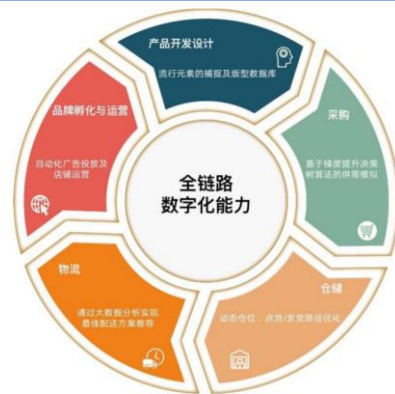 产品开发设计
流行元素的捕捉及版型数据库
采购
基于梯度提升决策
树算法的供需模拟
仓储
动态仓位、点货/发货路径优化
物流
通过大数据分析实现
最佳配送方案推荐
品牌孵化与运营
自动化广告投放及
店铺运营
全链路
数字化能力